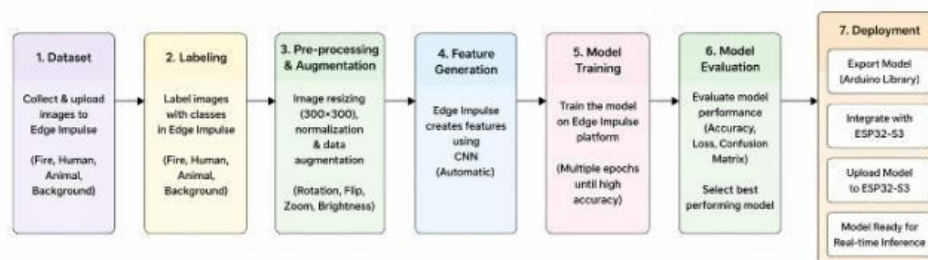 1. Dataset
Collect & upload
images to
Edge Impulse
(Fire, Human,
Animal,
Background)
2. Labeling
Label images
with classes
in Edge Impulse
(Fire, Human,
Animal,
Background)
3. Pre-processing
& Augmentation
Image resizing
(300×300),
normalization
& data
augmentation
(Rotation, Flip,
Zoom, Brightness)
4. Feature
Generation
Edge Impulse
creates features
using
CNN
(Automatic)
5. Model
Training
Train the model
on Edge Impulse
platform
(Multiple epochs
until high
accuracy)
6. Model
Evaluation
Evaluate model
performance
(Accuracy,
Loss, Confusion
Matrix)
Select best
performing model
7. Deployment
Export Model
(Arduino Library)
Integrate with
ESP32-S3
Upload Model
to ESP32-S3
Model Ready for
Real-time Inference